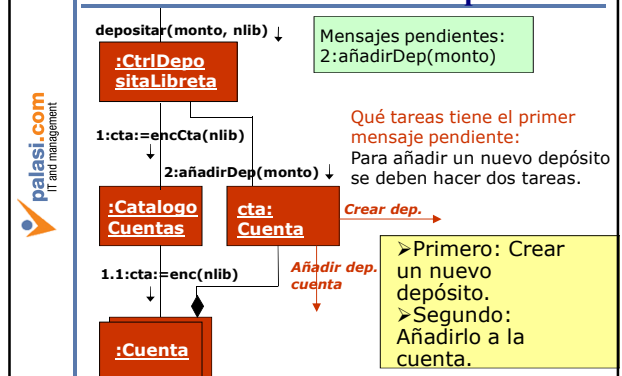 depositar(monto, nlib)
Mensajes pendientes:
2:añadirDep(monto)
:CtrlDepo
sitaLibreta
palasi.com
IT and management
Qué tareas tiene el primer
mensaje pendiente:
Para añadir un nuevo depósito
se deben hacer dos tareas.
1:cta:=encCta(nlib)
2:añadirDep(monto)
:Catalogo
Cuentas
cta:
Cuenta
Crear dep.
Añadir dep.
cuenta
1.1:cta:=enc(nlib)
➢Primero: Crear
un nuevo
depósito.
➢Segundo:
Añadirlo a la
cuenta.
:Cuenta